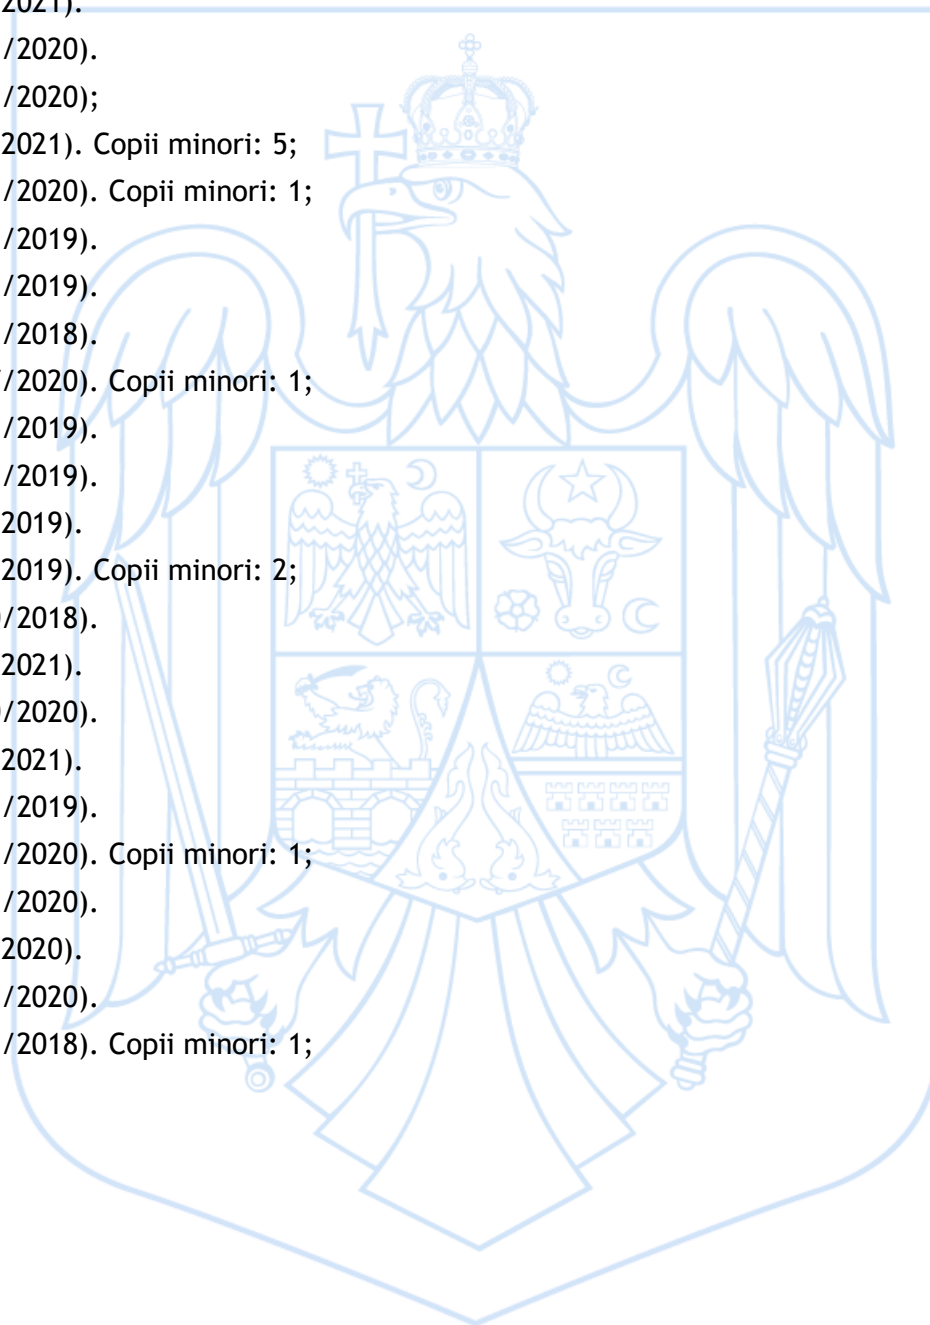 2021).
/2020).
/2020);
2021). Copii minori: 5;
/2020). Copii minori: 1;
/2019).
/2019).
/2018).
/2020). Copii minori: 1;
/2019).
/2019).
2019).
2019). Copii minori: 2;
/2018).
2021).
/2020).
2021).
/2019).
/2020). Copii minori: 1;
/2020).
2020).
/2020).
/2018). Copii minori: 1;